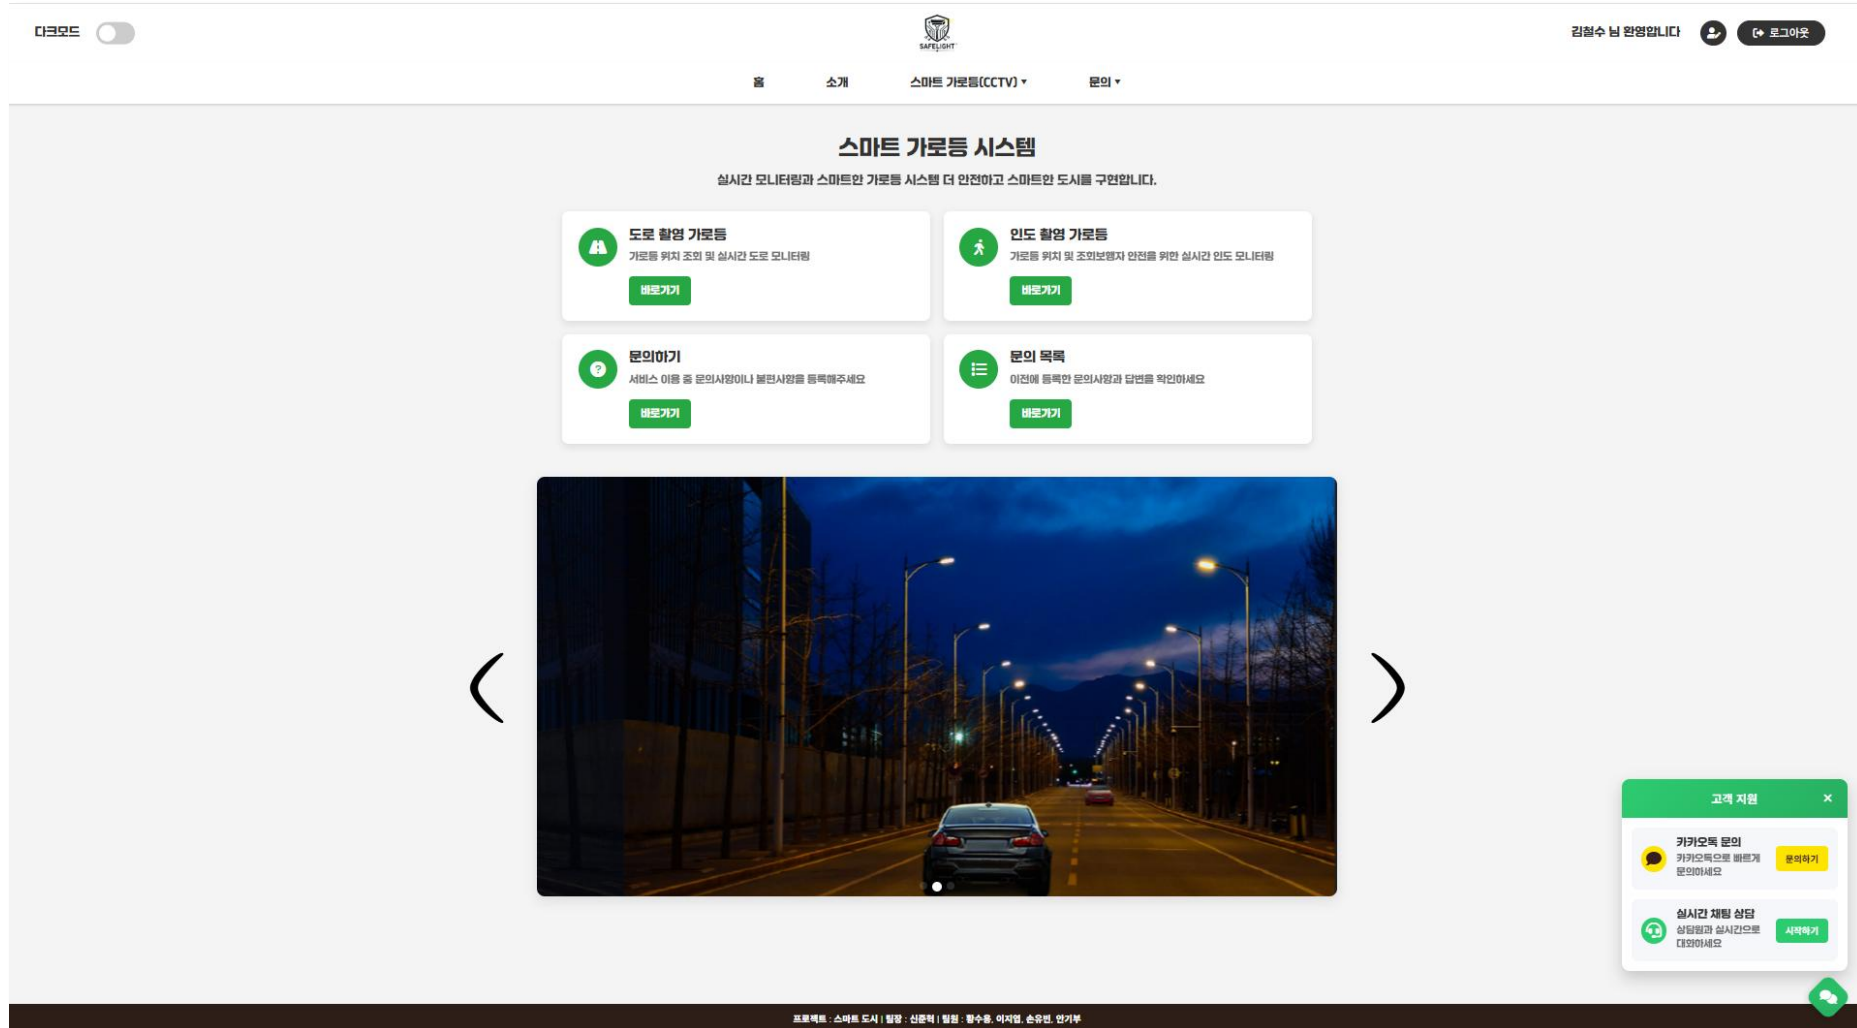 다크모드
SAFELIGHT
김철수 님 환영합니다
로그아웃
홈 소개 스마트 가로등(CCTV) ▾ 문의 ▾
스마트 가로등 시스템
실시간 모니터링과 스마트한 가로등 시스템 더 안전하고 스마트한 도시를 구현합니다.
도로 촬영 가로등
가로등 위치 조회 및 실시간 도로 모니터링
바로가기
인도 촬영 가로등
가로등 위치 및 조회보행자 안전을 위한 실시간 인도 모니터링
바로가기
문의하기
서비스 이용 중 문의사항이나 불편사항을 등록해주세요
바로가기
문의 목록
이전에 등록한 문의사항과 답변을 확인하세요
바로가기
고객 지원 ×
카카오톡 문의
카카오톡으로 빠르게
문의하세요
문의하기
실시간 채팅 상담
상담원과 실시간으로
대화하세요
시작하기
프로젝트 : 스마트 도시 | 팀장 : 신준혁 | 팀원 : 황수용, 이지엽, 손유빈, 안기부